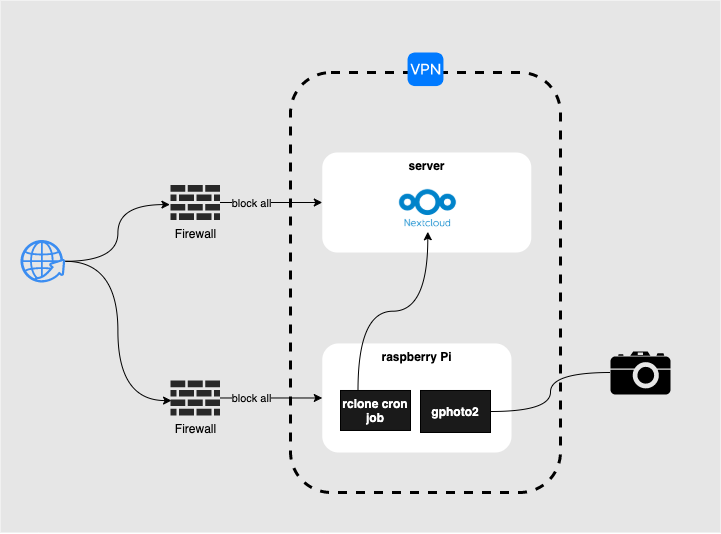 VPN
server
Nextcloud
block all
Firewall
raspberry Pi
rclone cron
job
gphoto2
block all
Firewall